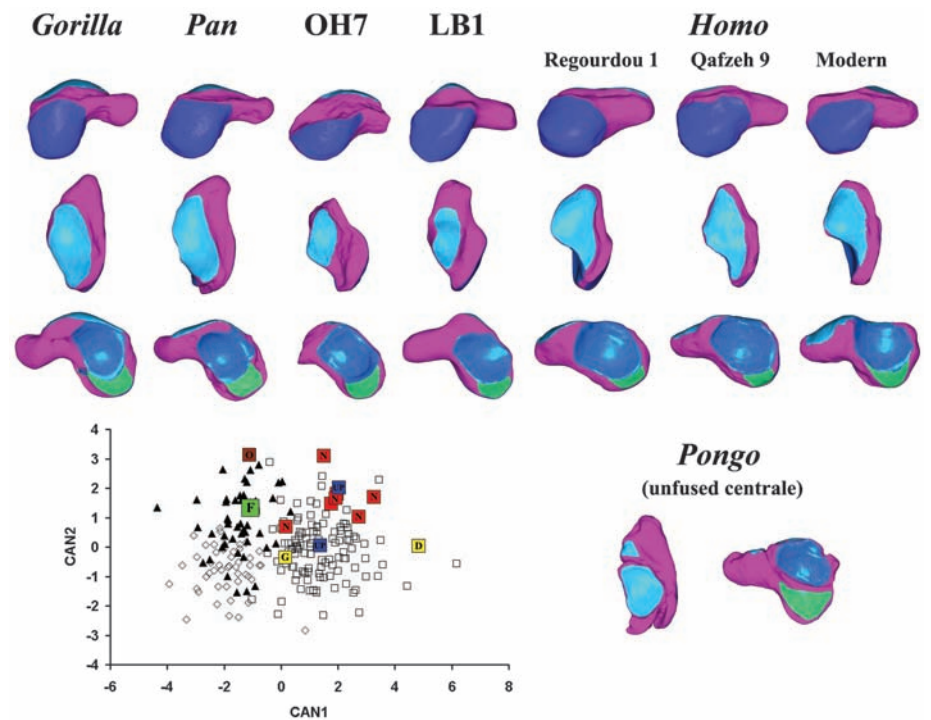 Gorilla Pan OH7 LB1 Homo
Regourdou 1 Qafzeh 9 Modern
4
3
2
1
0
-1
-2
-3
-4
CAN2
O
N
UP
N
N
F
N
N
G
D
-6 -4 -2 0 2 4 6 8
CAN1
Pongo
(unfused centrale)